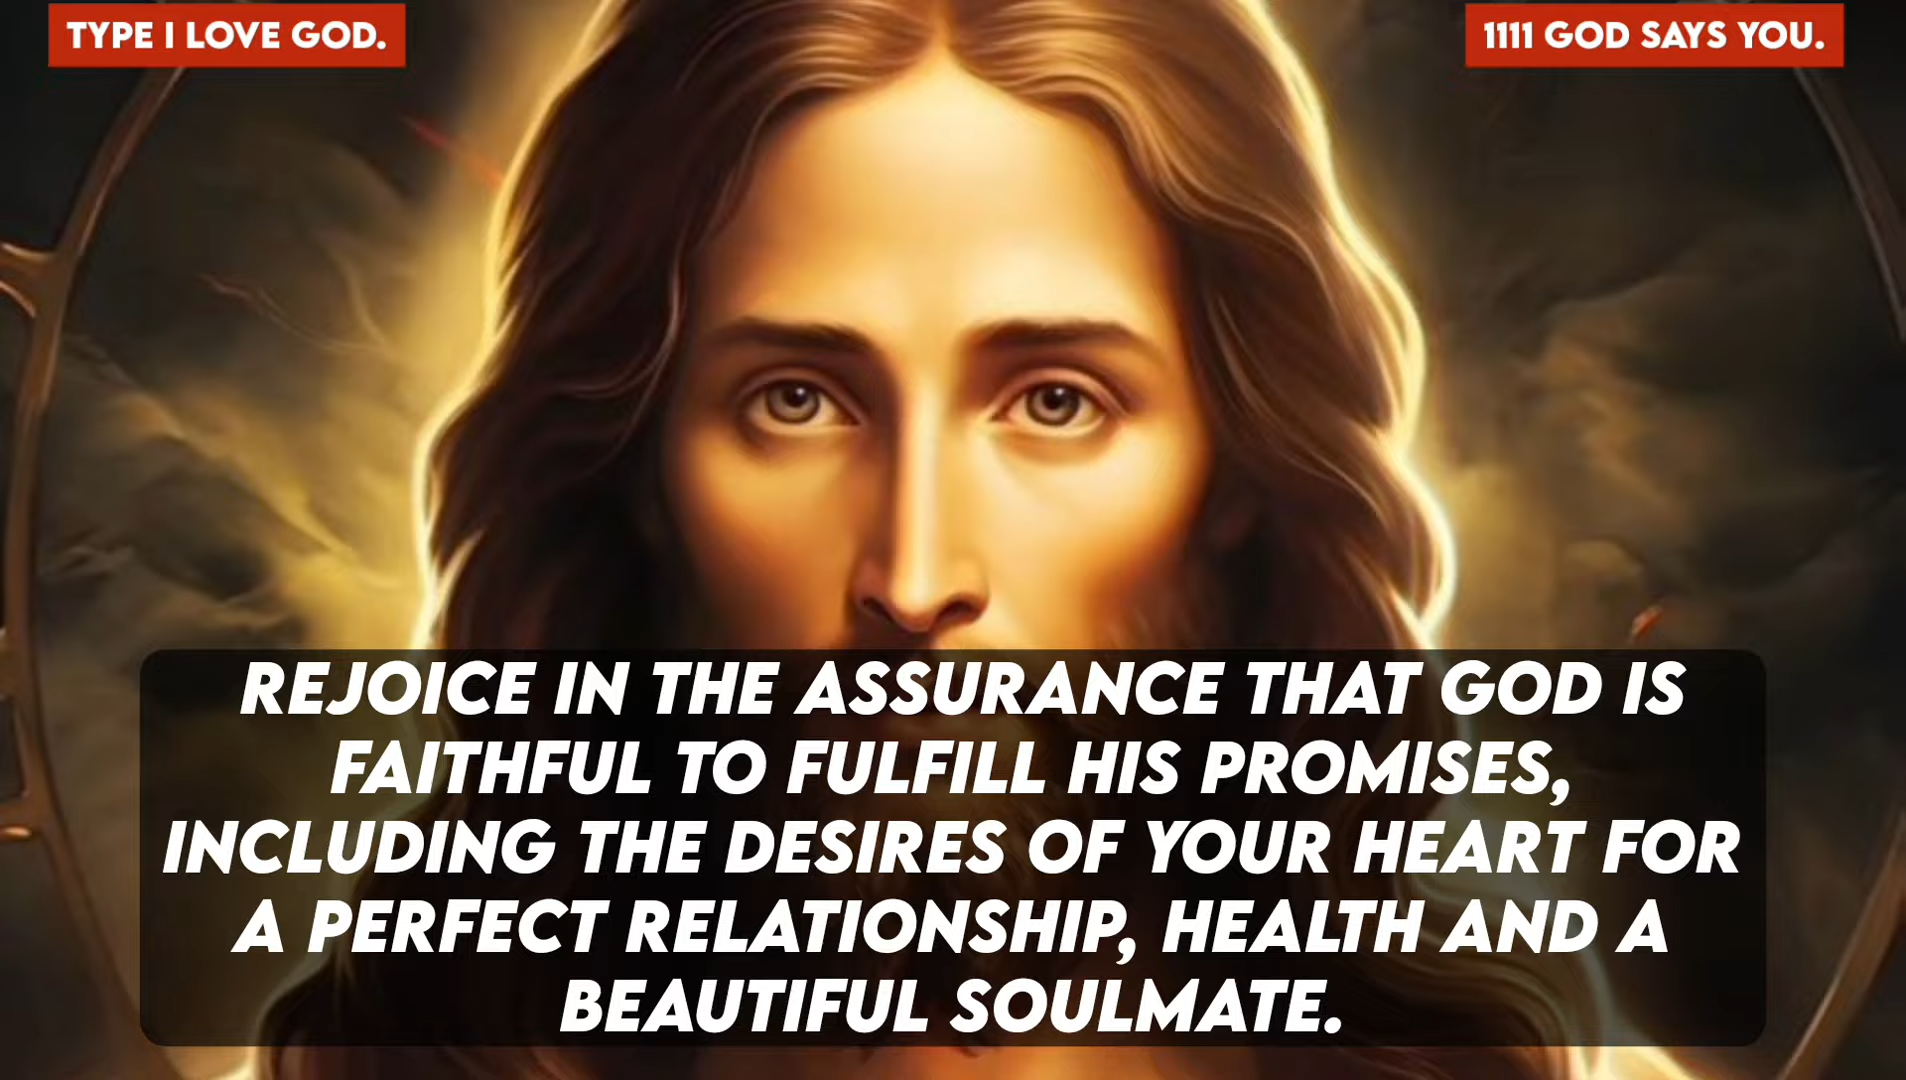 TYPE I LOVE GOD.
1111 GOD SAYS YOU.
REJOICE IN THE ASSURANCE THAT GOD IS
FAITHFUL TO FULFILL HIS PROMISES,
INCLUDING THE DESIRES OF YOUR HEART FOR
A PERFECT RELATIONSHIP, HEALTH AND A
BEAUTIFUL SOULMATE.